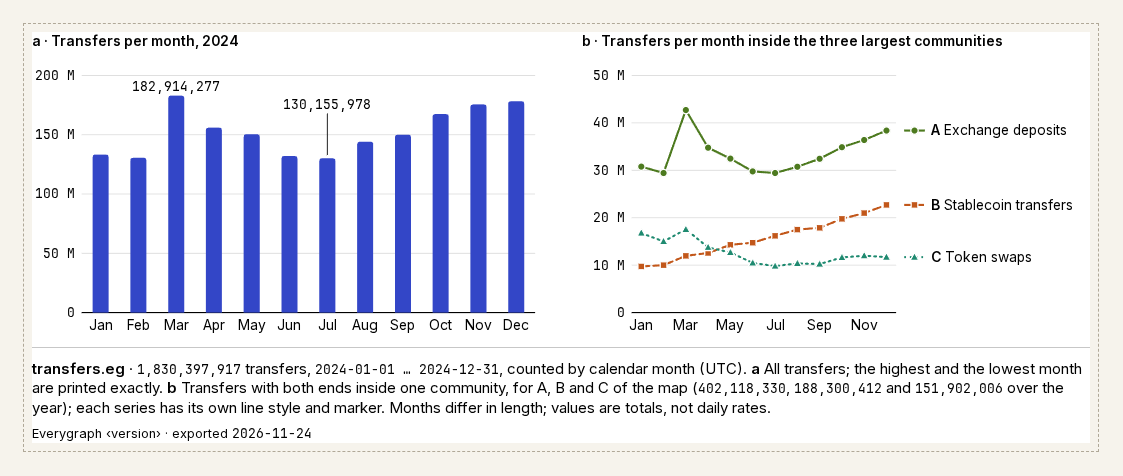 a · Transfers per month, 2024
200 M
150 M
100 M
50 M
0
182,914,277
130,155,978
Jan Feb Mar Apr May Jun Jul Aug Sep Oct Nov Dec
b · Transfers per month inside the three largest communities
50 M
40 M
30 M
20 M
10 M
0
A Exchange deposits
B Stablecoin transfers
C Token swaps
Jan Mar May Jul Sep Nov
transfers.eg · 1,830,397,917 transfers, 2024-01-01 … 2024-12-31, counted by calendar month (UTC). a All transfers; the highest and the lowest month
are printed exactly. b Transfers with both ends inside one community, for A, B and C of the map (402,118,330, 188,300,412 and 151,902,006 over the
year); each series has its own line style and marker. Months differ in length; values are totals, not daily rates.
Everygraph ‹version› · exported 2026-11-24